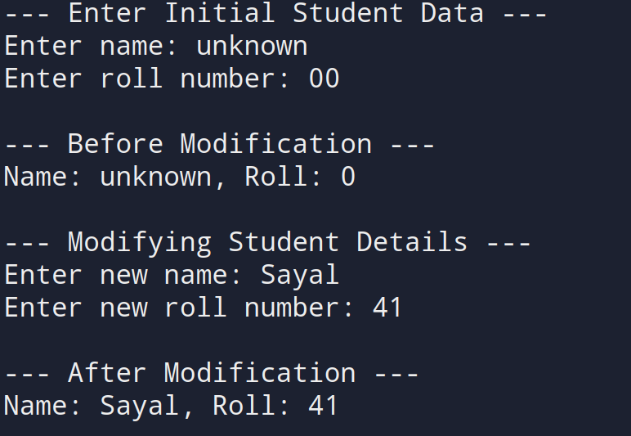 --- Enter Initial Student Data ---
Enter name: unknown
Enter roll number: 00
--- Before Modification ---
Name: unknown, Roll: 0
--- Modifying Student Details ---
Enter new name: Sayal
Enter new roll number: 41
--- After Modification ---
Name: Sayal, Roll: 41